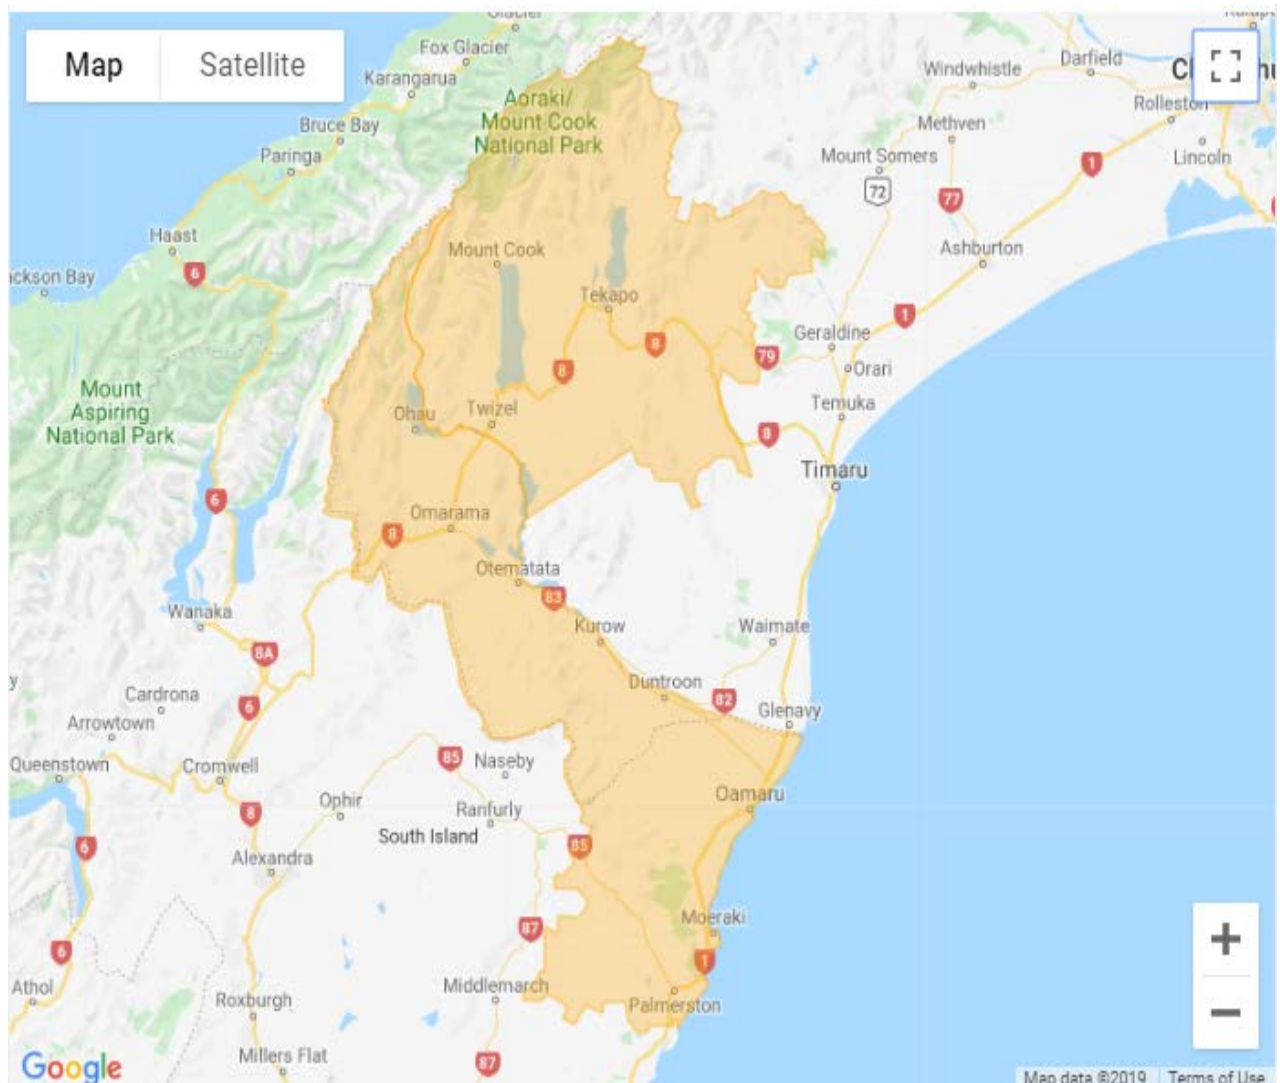 Glacier
Map
Satellite
Fox Glacier
Karangarua
Windwhistle
Darfield
Rolleston
Aoraki/
Mount Cook
National Park
Methven
Bruce Bay
Paringa
Mount Somers
1
Lincoln
72
77
Haast
6
Mount Cook
Ashburton
Tekapo
1
8
Geraldine
79
8
Orari
Mount
Aspiring
National Park
Ohau
Twizel
Temuka
8
Timaru
6
Omarama
8
Otematata
83
Wanaka
Kurow
Waimate
8A
Duntroon
82
Cardrona
6
Glenavy
Arrowtown
85
Naseby
Queenstown
Cromwell
Oamaru
8
Ophir
Ranfurly
South Island
6
85
Alexandra
Moeraki
87
6
1
Athol
Middlemarch
Roxburgh
Palmerston
Millers Flat
87
Google
Map data ©2019
Terms of Use